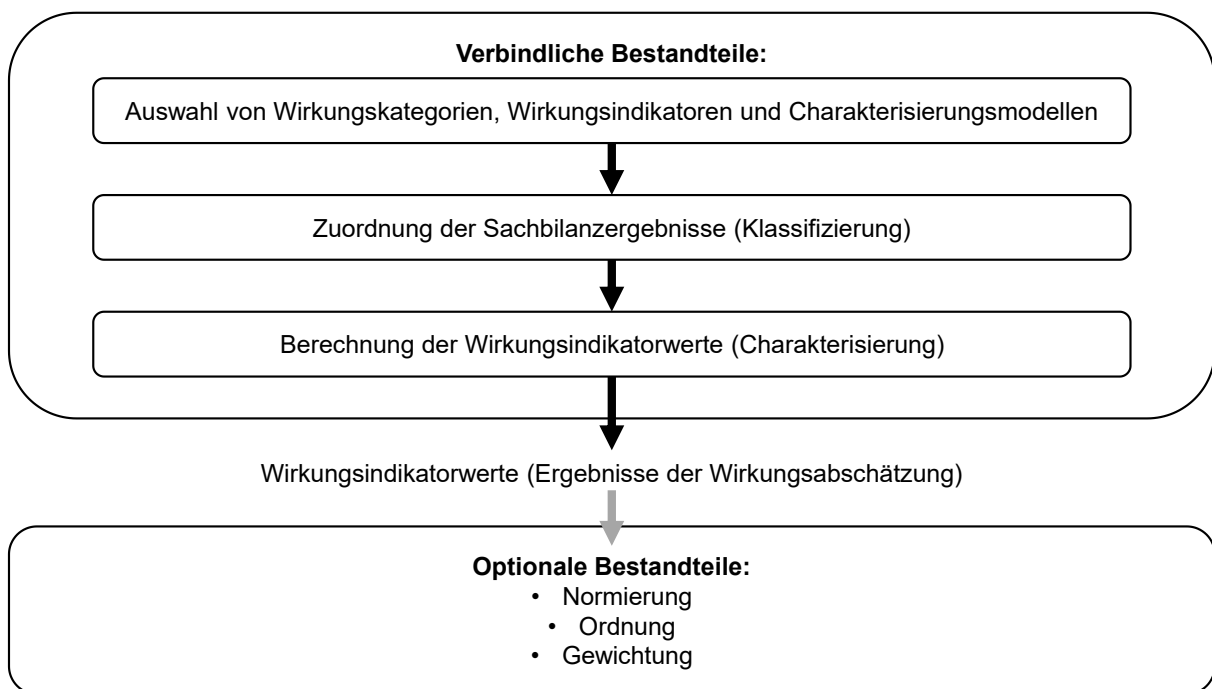 Verbindliche Bestandteile:
Auswahl von Wirkungskategorien, Wirkungsindikatoren und Charakterisierungsmodellen
Zuordnung der Sachbilanzergebnisse (Klassifizierung)
Berechnung der Wirkungsindikatorwerte (Charakterisierung)
Wirkungsindikatorwerte (Ergebnisse der Wirkungsabschätzung)
Optionale Bestandteile:
• Normierung
• Ordnung
• Gewichtung